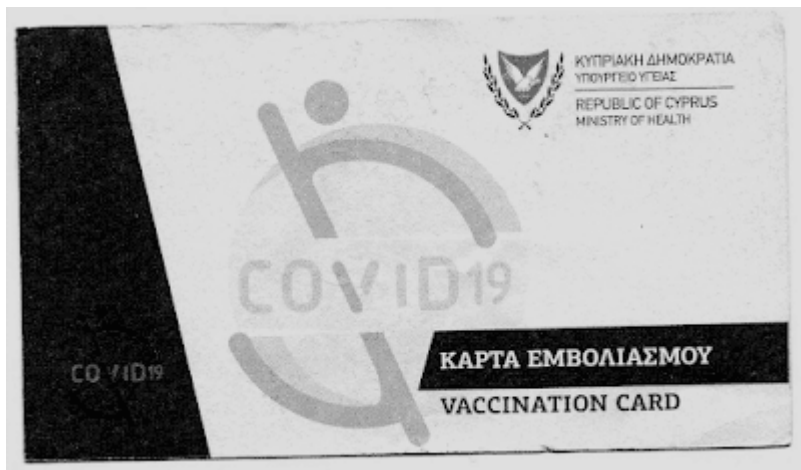 ΚΥΠΡΙΑΚΗ ΔΗΜΟΚΡΑΤΙΑ
ΥΠΟΥΡΓΕΙΟ ΥΓΕΙΑΣ
REPUBLIC OF CYPRUS
MINISTRY OF HEALTH
COVID19
ΚΑΡΤΑ ΕΜΒΟΛΙΑΣΜΟΥ
VACCINATION CARD
COVID19